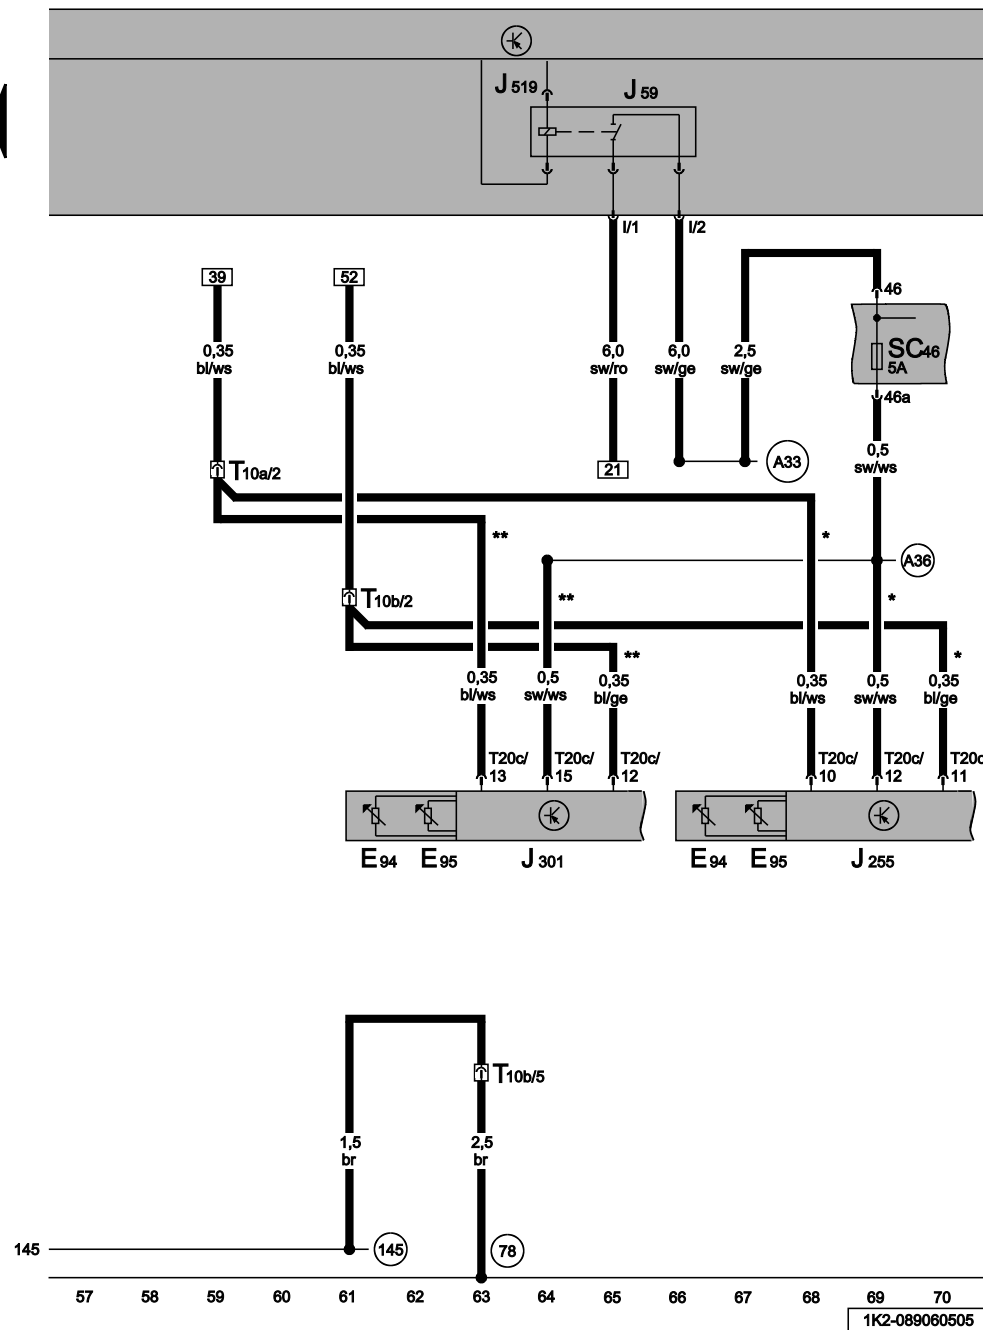 J 519
J 59
I/1
I/2
39
52
46
0,35
bl/ws
0,35
bl/ws
6,0
sw/ro
6,0
sw/ge
2,5
sw/ge
SC46
5A
46a
0,5
sw/ws
T10a/2
21
A33
**
*
A36
T10b/2
**
*
**
*
0,35
bl/ws
0,5
sw/ws
0,35
bl/ge
0,35
bl/ws
0,5
sw/ws
0,35
bl/ge
T20c/
13
T20c/
15
T20c/
12
T20c/
10
T20c/
12
T20c
11
E94
E95
J 301
E94
E95
J 255
T10b/5
1,5
br
2,5
br
145
145
78
57 58 59 60 61 62 63 64 65 66 67 68 69 70
1K2-089060505